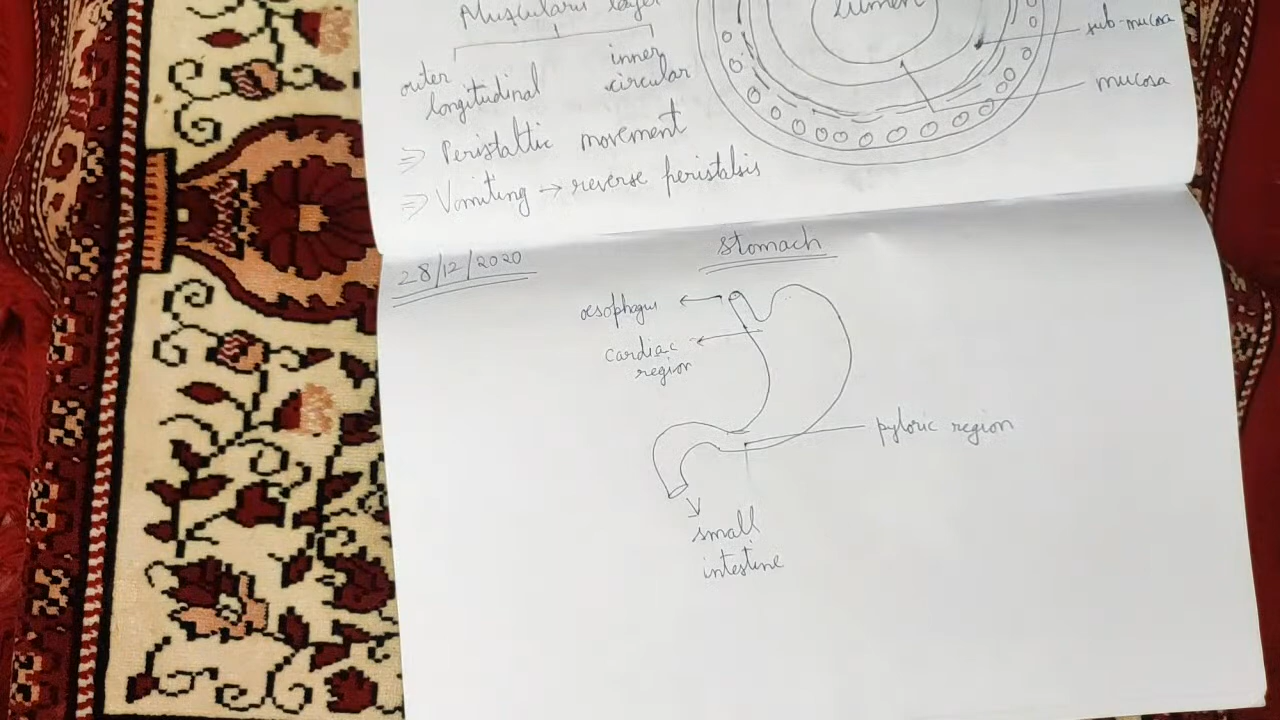 Muscularis layer
outer longitudinal
inner circular
⇒ Peristaltic movement
⇒ Vomiting → reverse peristalsis
Lumen
sub-mucosa
mucosa
28/12/2020
Stomach
oesophagus
cardiac
region
pyloric region
small
intestine